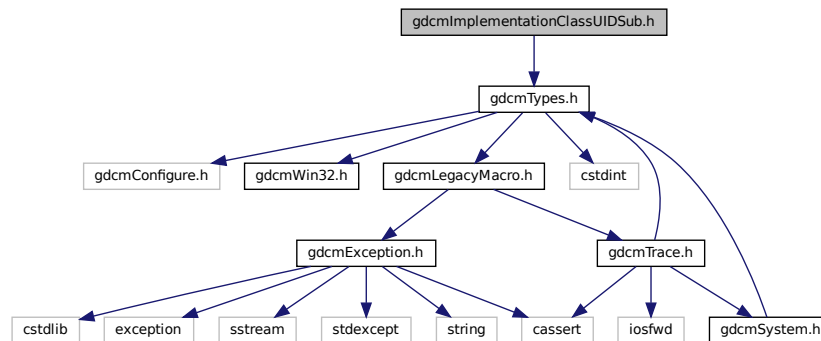 gdcmImplementationClassUIDSub.h
gdcmTypes.h
gdcmConfigure.h
gdcmWin32.h
gdcmLegacyMacro.h
cstdint
gdcmException.h
gdcmTrace.h
cstdlib
exception
sstream
stdexcept
string
cassert
iosfwd
gdcmSystem.h